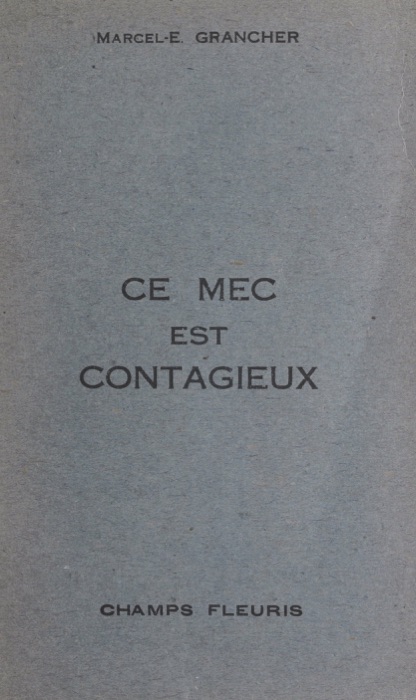 MARCEL-E. GRANCHER
CE MEC
EST
CONTAGIEUX
CHAMPS FLEURIS